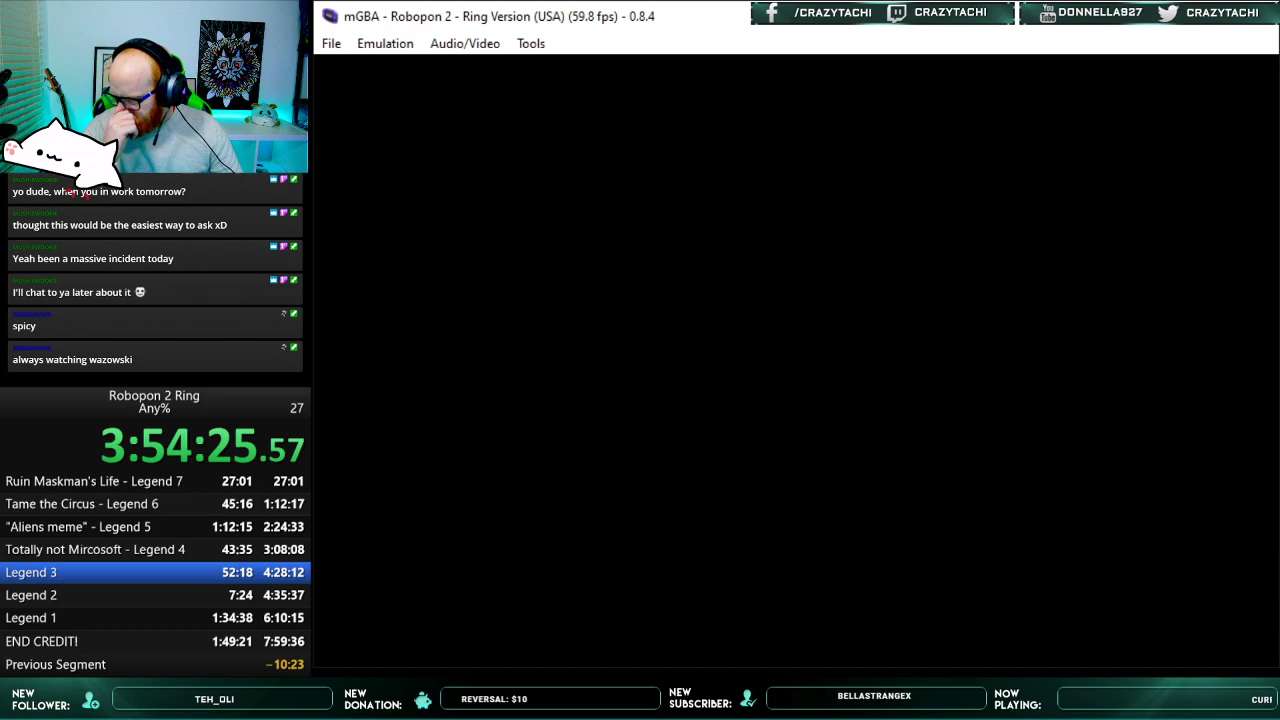 mGBA - Robopon 2 - Ring Version (USA) (59.8 fps) - 0.8.4
/CRAZYTACHI CRAZYTACHI DONNELLAB27 CRAZYTACHI
File Emulation Audio/Video Tools
yo dude, when you in work tomorrow?
thought this would be the easiest way to ask xD
Yeah been a massive incident today
I'll chat to ya later about it
spicy
always watching wazowski
Robopon 2 Ring
Any% 27
3:54:25.57
Ruin Maskman's Life - Legend 7 27:01 27:01
Tame the Circus - Legend 6 45:16 1:12:17
"Aliens meme" - Legend 5 1:12:15 2:24:33
Totally not Mircosoft - Legend 4 43:35 3:08:08
Legend 3 52:18 4:28:12
Legend 2 7:24 4:35:37
Legend 1 1:34:38 6:10:15
END CREDIT! 1:49:21 7:59:36
Previous Segment −10:23
NEW FOLLOWER: TEH_OLI
NEW DONATION: REVERSAL: $10
NEW SUBSCRIBER: BELLASTRANGEX
NOW PLAYING: CURI